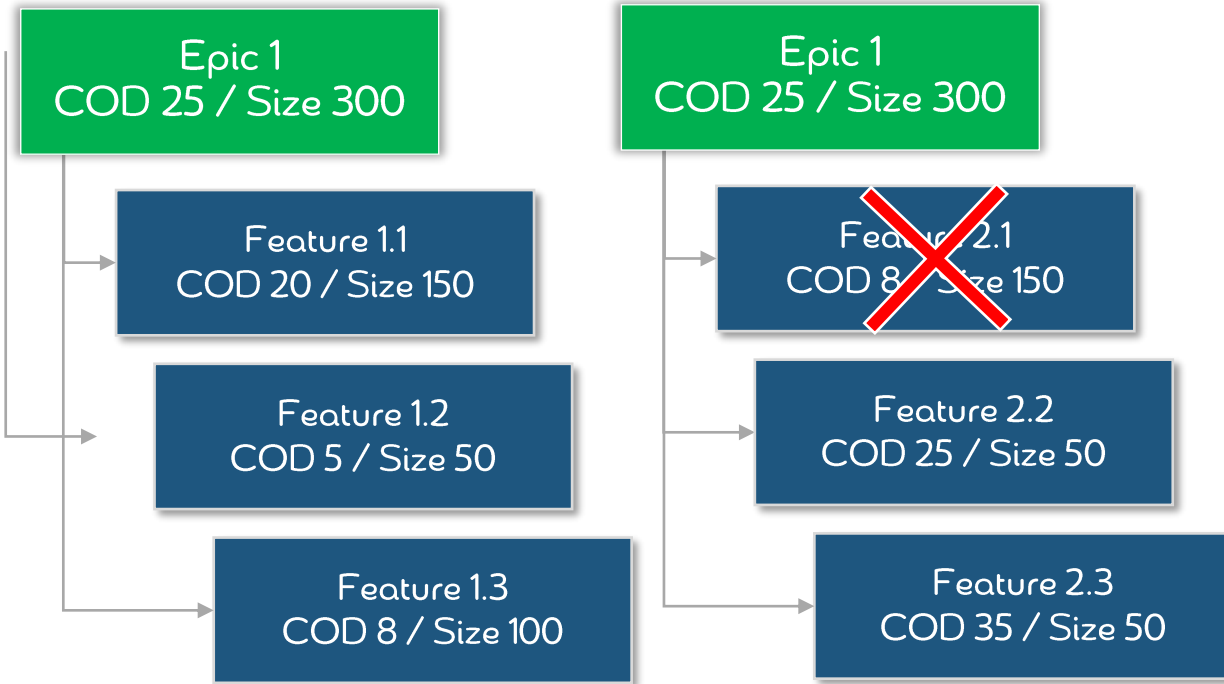 Epic 1
COD 25 / Size 300
Feature 1.1
COD 20 / Size 150
Feature 1.2
COD 5 / Size 50
Feature 1.3
COD 8 / Size 100
Epic 1
COD 25 / Size 300
Feature 2.1
COD 8 / Size 150
Feature 2.2
COD 25 / Size 50
Feature 2.3
COD 35 / Size 50